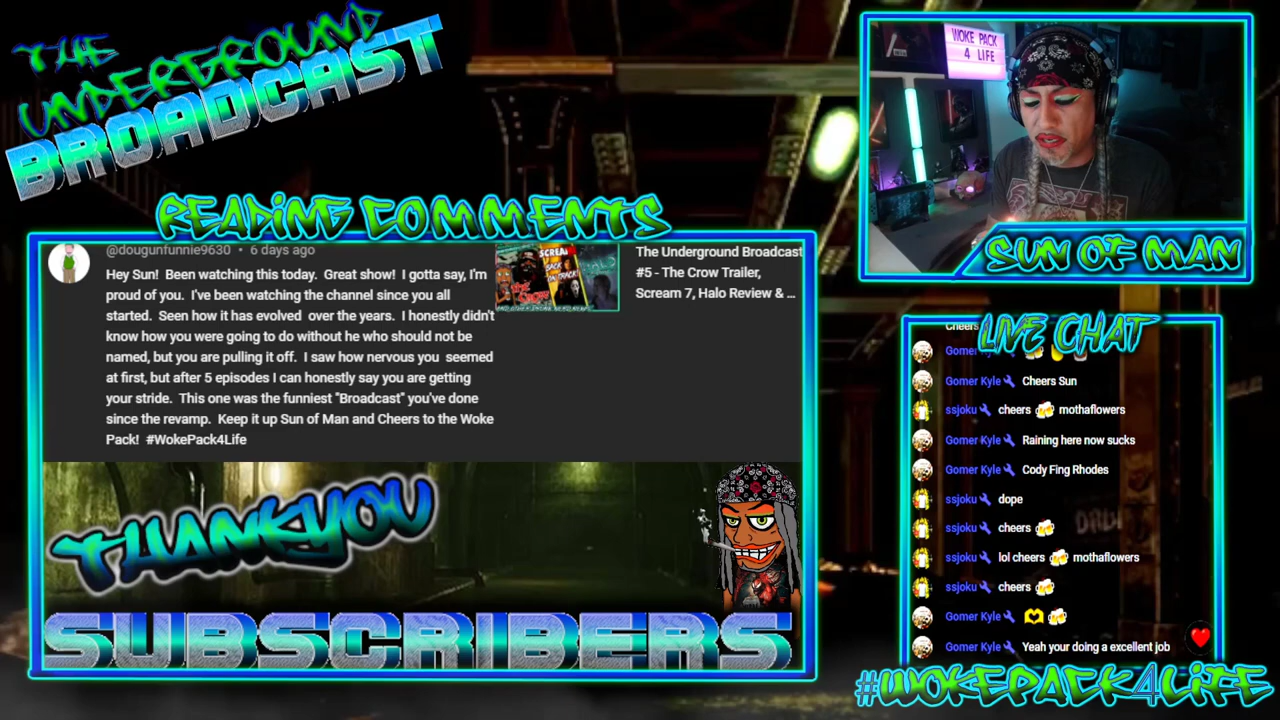 THE
UNDERGROUND
BROADCAST
READING COMMENTS
@dougunfunnie9630 • 6 days ago
Hey Sun! Been watching this today. Great show! I gotta say, I'm
proud of you. I've been watching the channel since you all
started. Seen how it has evolved over the years. I honestly didn't
know how you were going to do without he who should not be
named, but you are pulling it off. I saw how nervous you seemed
at first, but after 5 episodes I can honestly say you are getting
your stride. This one was the funniest "Broadcast" you've done
since the revamp. Keep it up Sun of Man and Cheers to the Woke
Pack! #WokePack4Life
SCREAM
The Underground Broadcast
#5 - The Crow Trailer,
Scream 7, Halo Review & ...
THANKYOU
SUBSCRIBERS
WOKE PACK
4 LIFE
SUN OF MAN
LIVE CHAT
Cheers
Gomer Kyle
Gomer Kyle Cheers Sun
ssjoku cheers 🍻 mothaflowers
Gomer Kyle Raining here now sucks
Gomer Kyle Cody Fing Rhodes
ssjoku dope
ssjoku cheers 🍻
ssjoku lol cheers 🍻 mothaflowers
ssjoku cheers 🍻
Gomer Kyle 🫶 🍻
Gomer Kyle Yeah your doing a excellent job
#WOKEPACK4LIFE